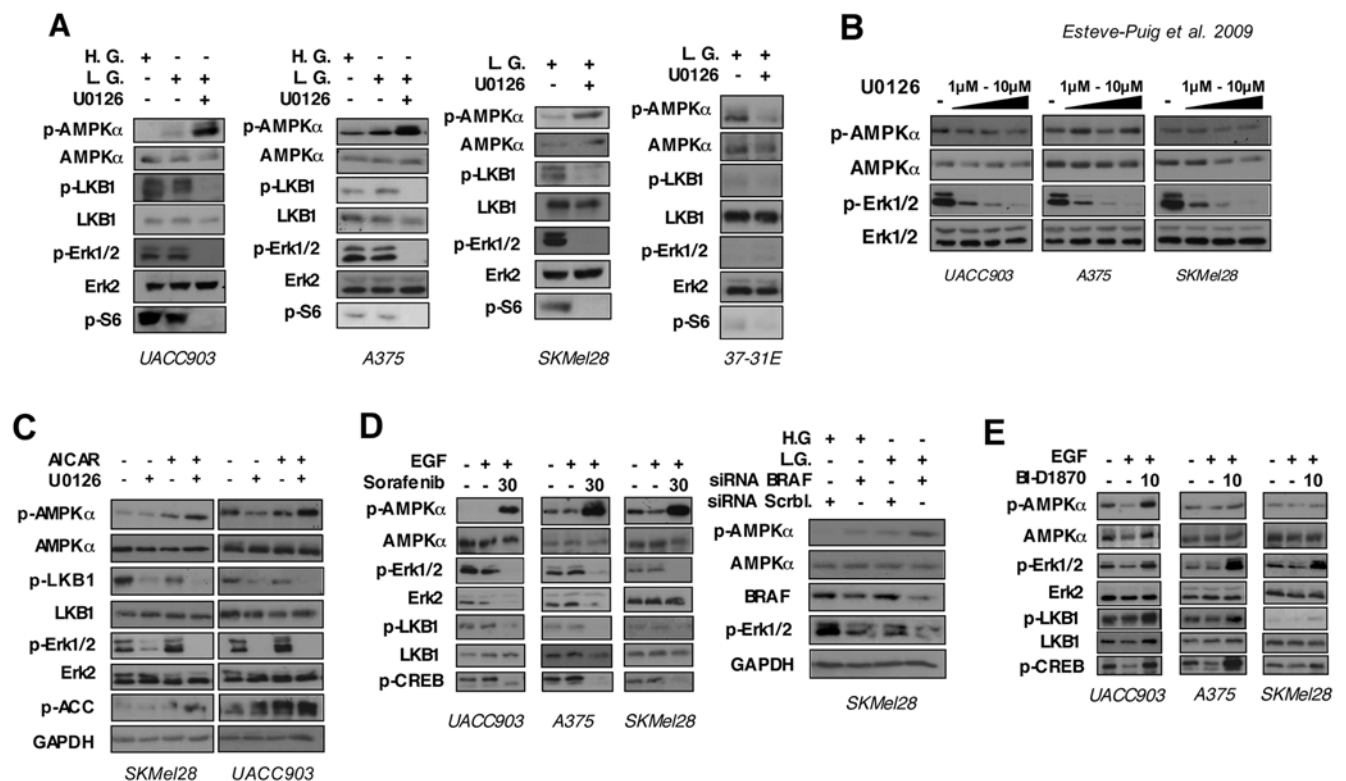 A
H. G. + - -
L. G. - + +
U0126 - - +
p-AMPKα
AMPKα
p-LKB1
LKB1
p-Erk1/2
Erk2
p-S6
UACC903
H. G. + - -
L. G. - + +
U0126 - - +
p-AMPKα
AMPKα
p-LKB1
LKB1
p-Erk1/2
Erk2
p-S6
A375
L. G. + +
U0126 - +
p-AMPKα
AMPKα
p-LKB1
LKB1
p-Erk1/2
Erk2
p-S6
SKMel28
L. G. + +
U0126 - +
p-AMPKα
AMPKα
p-LKB1
LKB1
p-Erk1/2
Erk2
p-S6
37-31E
B
Esteve-Puig et al. 2009
U0126 - 1µM - 10µM - 1µM - 10µM - 1µM - 10µM
p-AMPKα
AMPKα
p-Erk1/2
Erk1/2
UACC903 A375 SKMel28
C
AICAR - - + + - - + +
U0126 - + - + - + - +
p-AMPKα
AMPKα
p-LKB1
LKB1
p-Erk1/2
Erk2
p-ACC
GAPDH
SKMel28 UACC903
D
EGF - + + - + + - + +
Sorafenib - - 30 - - 30 - - 30
p-AMPKα
AMPKα
p-Erk1/2
Erk2
p-LKB1
LKB1
p-CREB
UACC903 A375 SKMel28
H.G + + - -
L.G. - - + +
siRNA BRAF - + - +
siRNA Scrbl. + - + -
p-AMPKα
AMPKα
BRAF
p-Erk1/2
GAPDH
SKMel28
E
EGF - + + - + + - + +
BI-D1870 - - 10 - - 10 - - 10
p-AMPKα
AMPKα
p-Erk1/2
Erk2
p-LKB1
LKB1
p-CREB
UACC903 A375 SKMel28